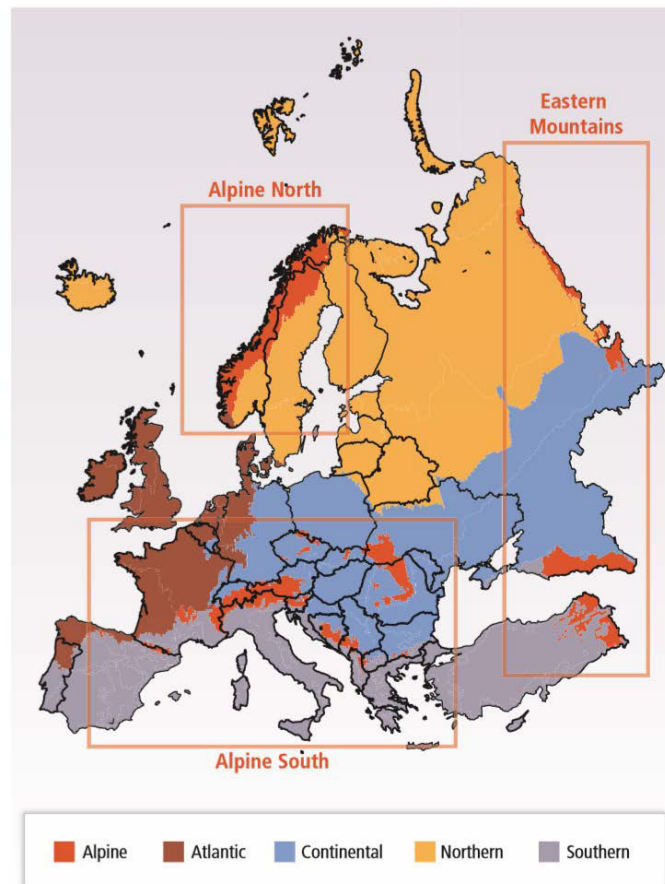 Eastern
Mountains
Alpine North
Alpine South
Alpine
Atlantic
Continental
Northern
Southern